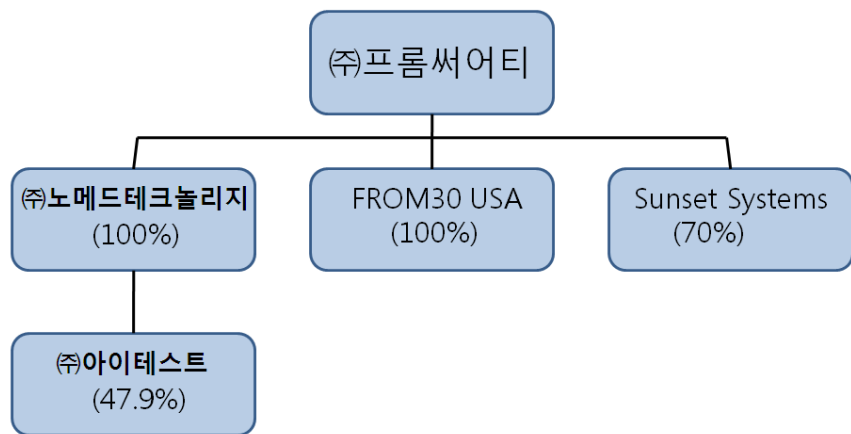 ㈜프롬써어티
㈜노메드테크놀리지
(100%)
FROM30 USA
(100%)
Sunset Systems
(70%)
㈜아이테스트
(47.9%)